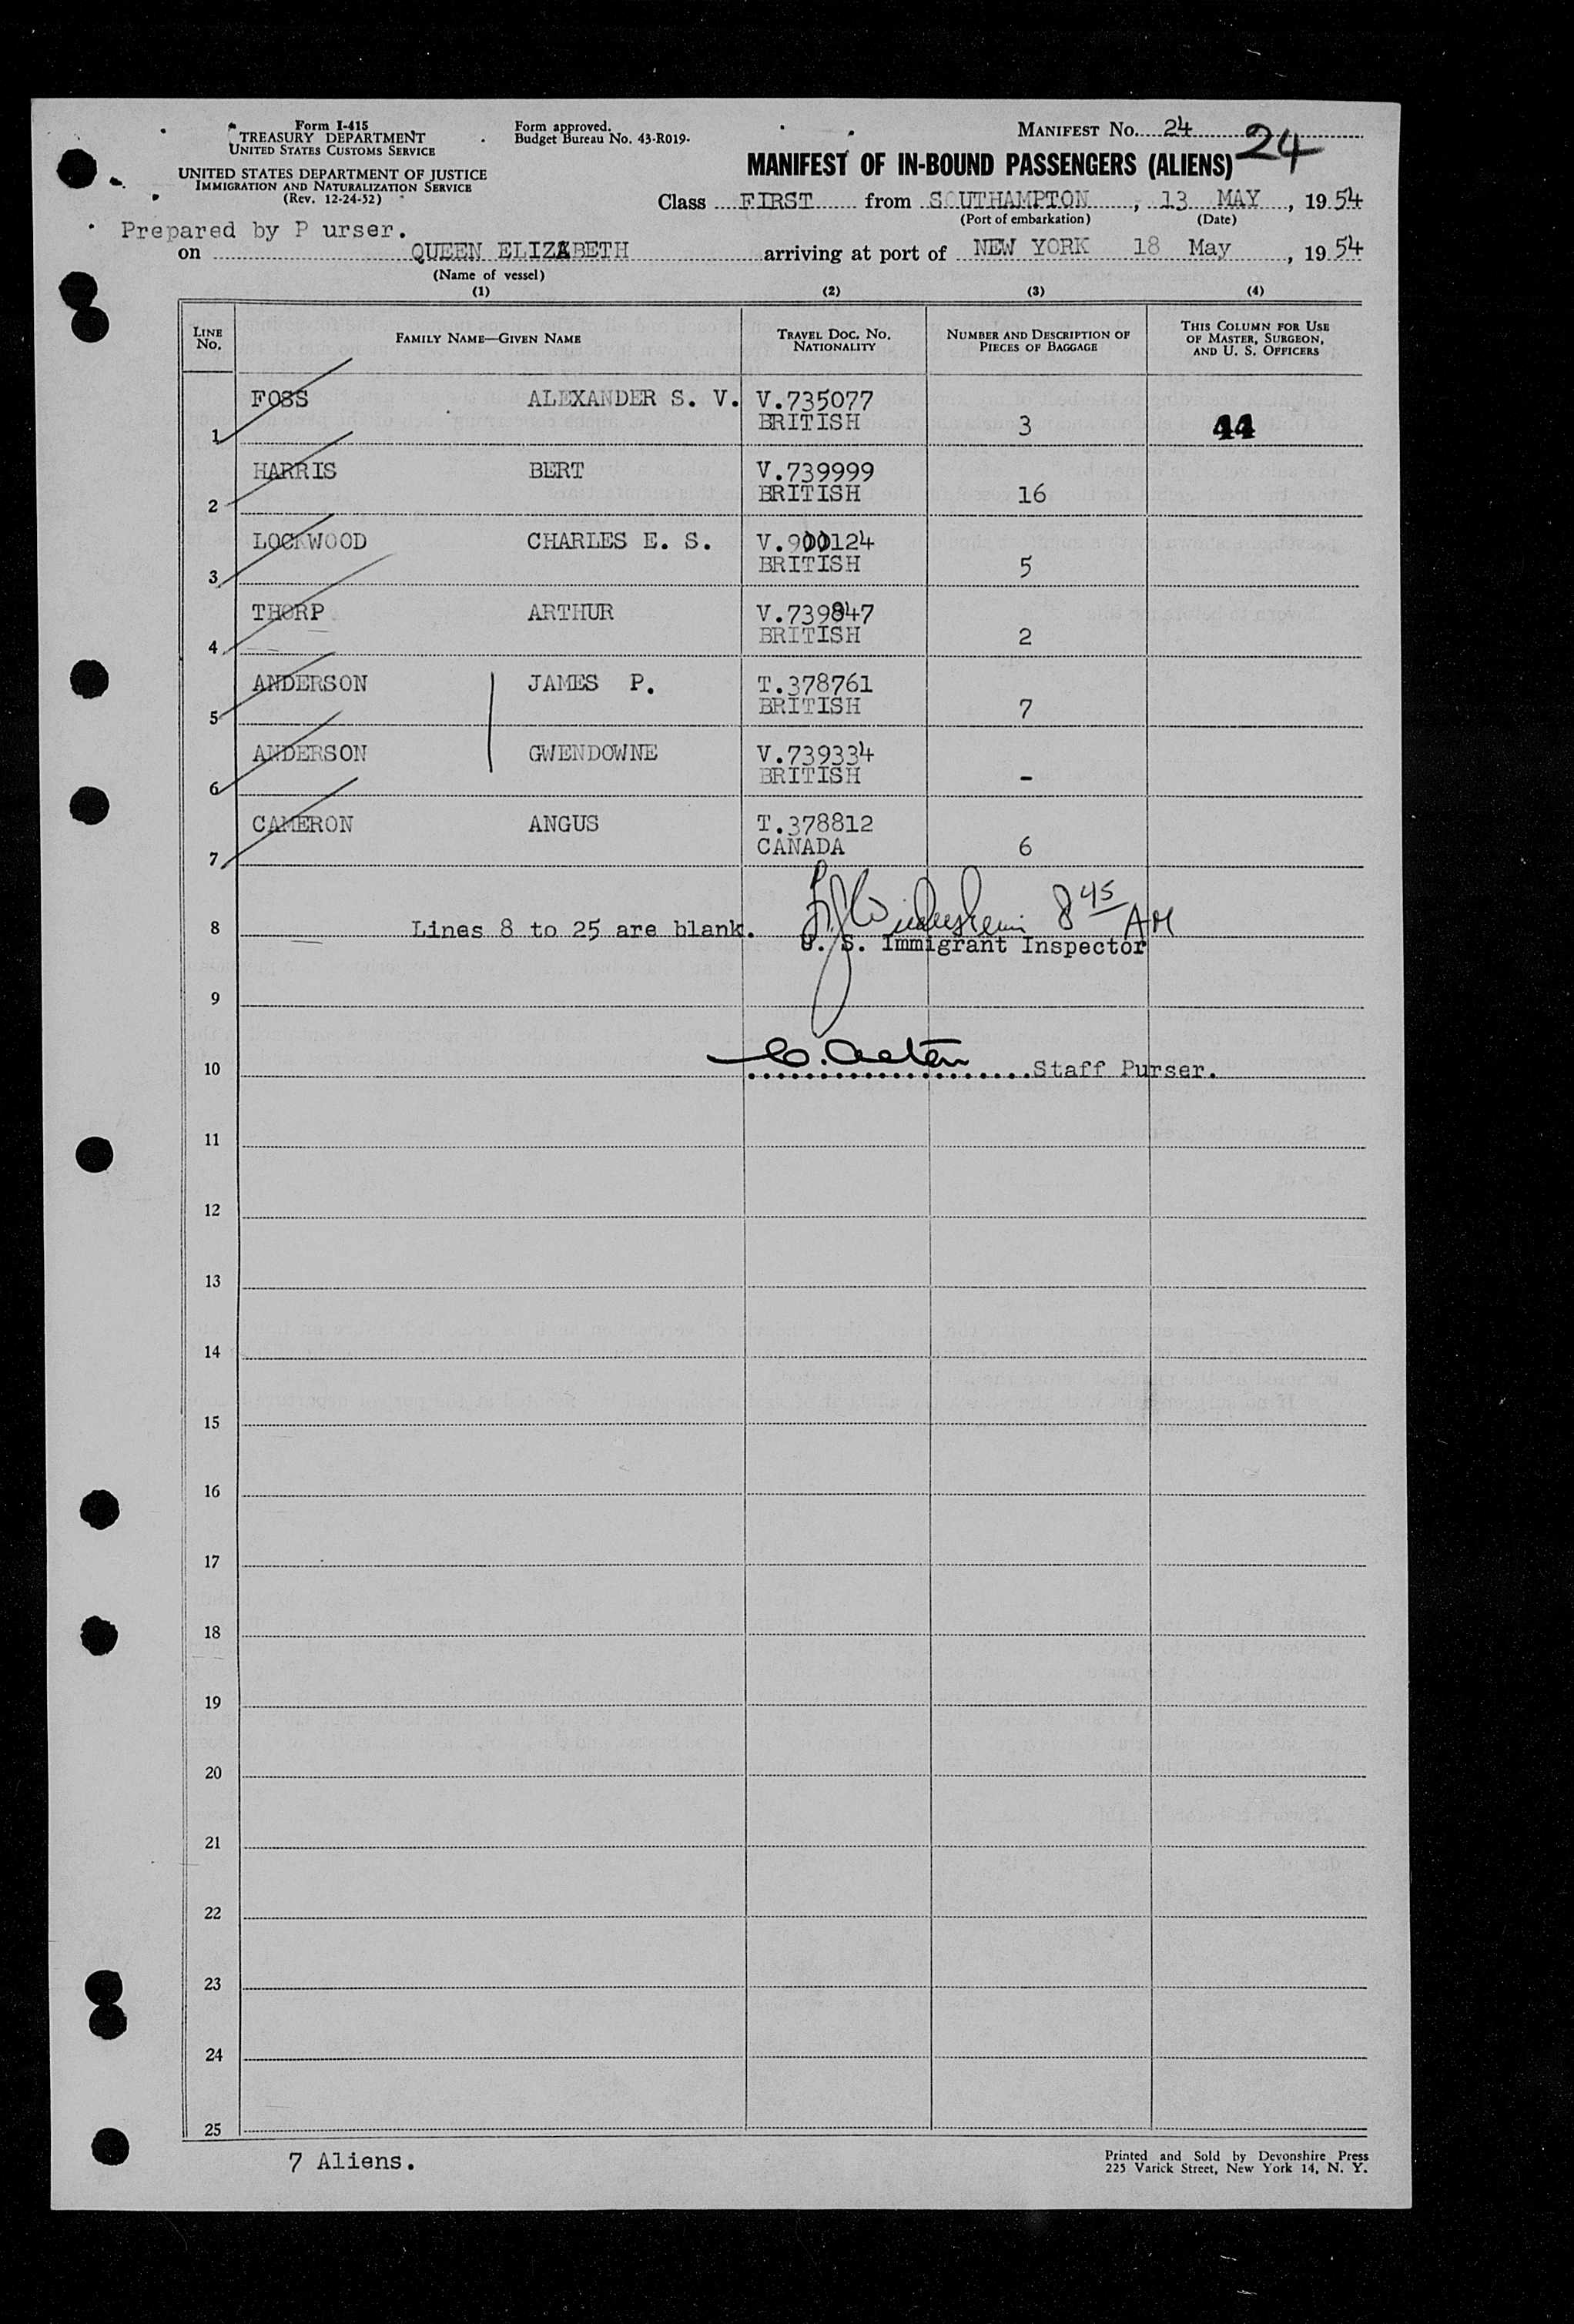 Form I-415
TREASURY DEPARTMENT
UNITED STATES CUSTOMS SERVICE
UNITED STATES DEPARTMENT OF JUSTICE
IMMIGRATION AND NATURALIZATION SERVICE
(Rev. 12-24-52)
Form approved.
Budget Bureau No. 43-R019.
MANIFEST No. 24
24
MANIFEST OF IN-BOUND PASSENGERS (ALIENS)
Class FIRST from SOUTHAMPTON, 13 MAY, 1954
(Port of embarkation) (Date)
Prepared by P urser.
on QUEEN ELIZABETH arriving at port of NEW YORK 18 May, 1954
(Name of vessel)
(1) (2) (3) (4)
LINE No. FAMILY NAME—GIVEN NAME TRAVEL DOC. NO. NATIONALITY NUMBER AND DESCRIPTION OF PIECES OF BAGGAGE THIS COLUMN FOR USE OF MASTER, SURGEON, AND U. S. OFFICERS
FOSS ALEXANDER S. V. V.735077
1 BRITISH 3 44
HARRIS BERT V.739999
2 BRITISH 16
LOCKWOOD CHARLES E. S. V.900124
3 BRITISH 5
THORP ARTHUR V.739847
4 BRITISH 2
ANDERSON JAMES P. T.378761
5 BRITISH 7
ANDERSON GWENDOWNE V.739334
6 BRITISH -
CAMERON ANGUS T.378812
7 CANADA 6
8 Lines 8 to 25 are blank. 8 45 AM
U. S. Immigrant Inspector
9
10 Staff Purser.
11
12
13
14
15
16
17
18
19
20
21
22
23
24
25
7 Aliens.
Printed and Sold by Devonshire Press
225 Varick Street, New York 14, N. Y.